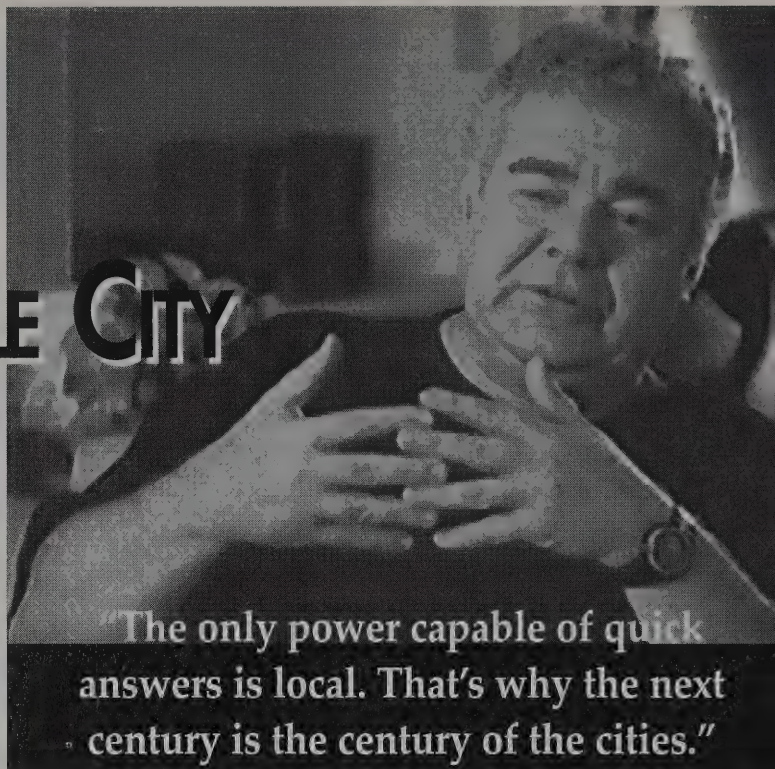 LE CITY
"The only power capable of quick
answers is local. That's why the next
century is the century of the cities."